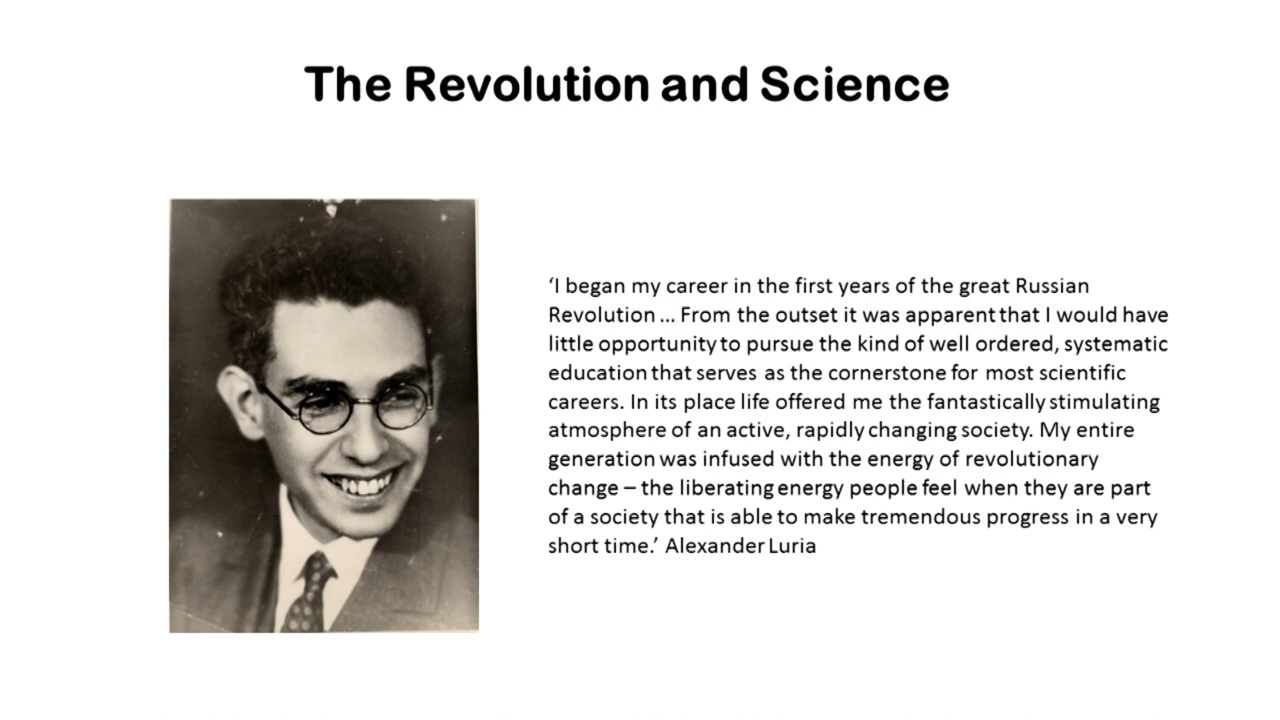 The Revolution and Science
‘I began my career in the first years of the great Russian
Revolution ... From the outset it was apparent that I would have
little opportunity to pursue the kind of well ordered, systematic
education that serves as the cornerstone for most scientific
careers. In its place life offered me the fantastically stimulating
atmosphere of an active, rapidly changing society. My entire
generation was infused with the energy of revolutionary
change – the liberating energy people feel when they are part
of a society that is able to make tremendous progress in a very
short time.’ Alexander Luria